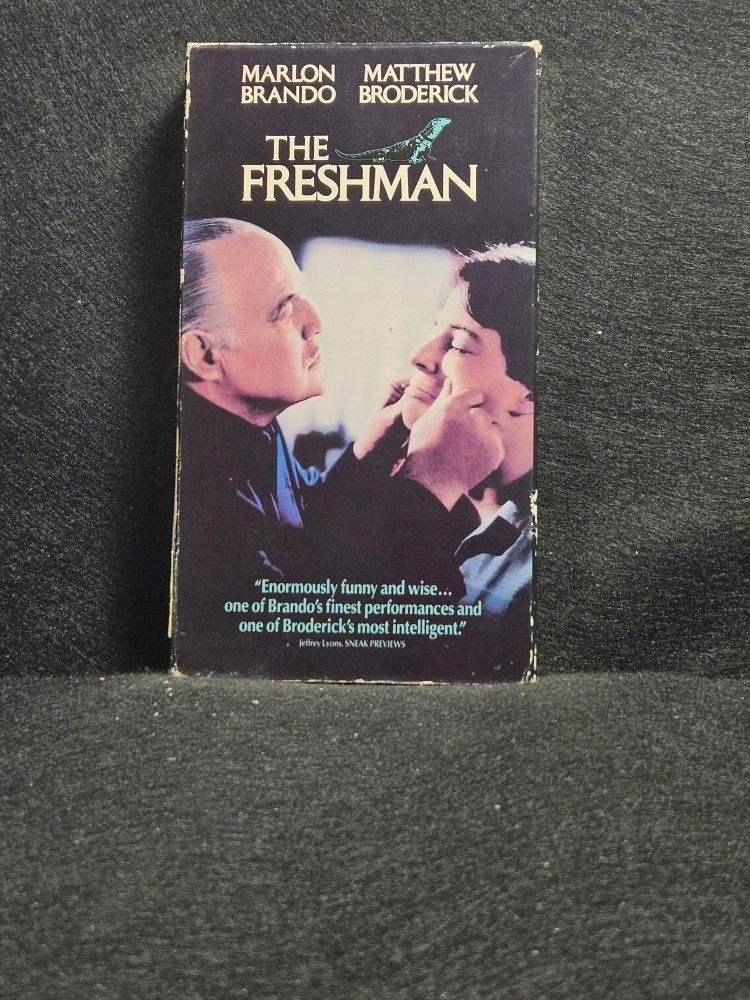 MARLON MATTHEW
BRANDO BRODERICK
THE
FRESHMAN
“Enormously funny and wise...
one of Brando's finest performances and
one of Broderick's most intelligent.”
Jeffrey Lyons, SNEAK PREVIEWS